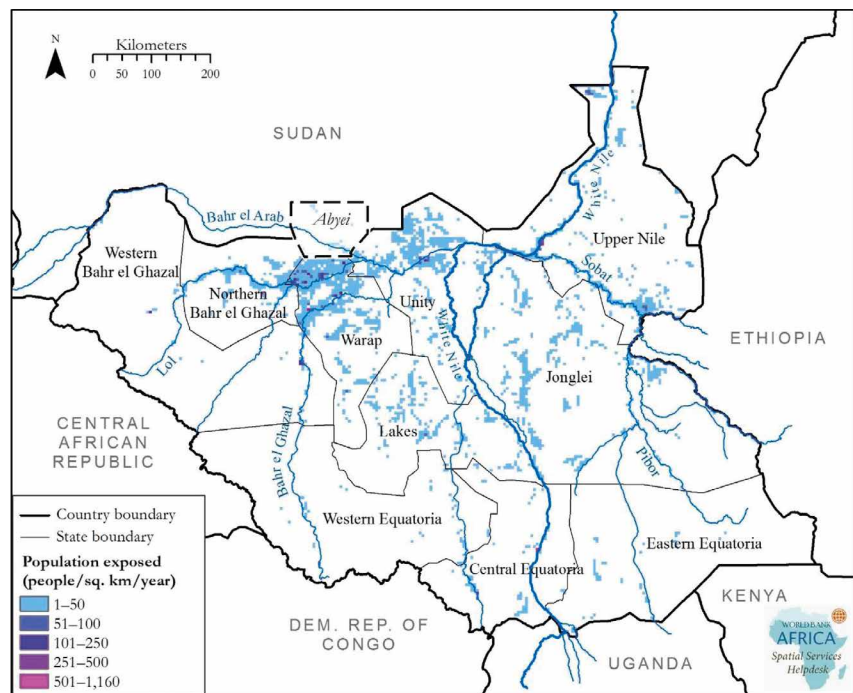 N
Kilometers
0 50 100 200
SUDAN
White Nile
Bahr el Arab
Abyei
Western
Bahr el Ghazal
Upper Nile
Sobat
Northern
Bahr el Ghazal
Unity
Lol
Warap
White Nile
Jonglei
ETHIOPIA
CENTRAL
AFRICAN
REPUBLIC
Bahr el Ghazal
Lakes
Pibor
Western Equatoria
Eastern Equatoria
Central Equatoria
KENYA
DEM. REP. OF
CONGO
UGANDA
Country boundary
State boundary
Population exposed
(people/sq. km/year)
1–50
51–100
101–250
251–500
501–1,160
WORLD BANK
AFRICA
Spatial Services
Helpdesk